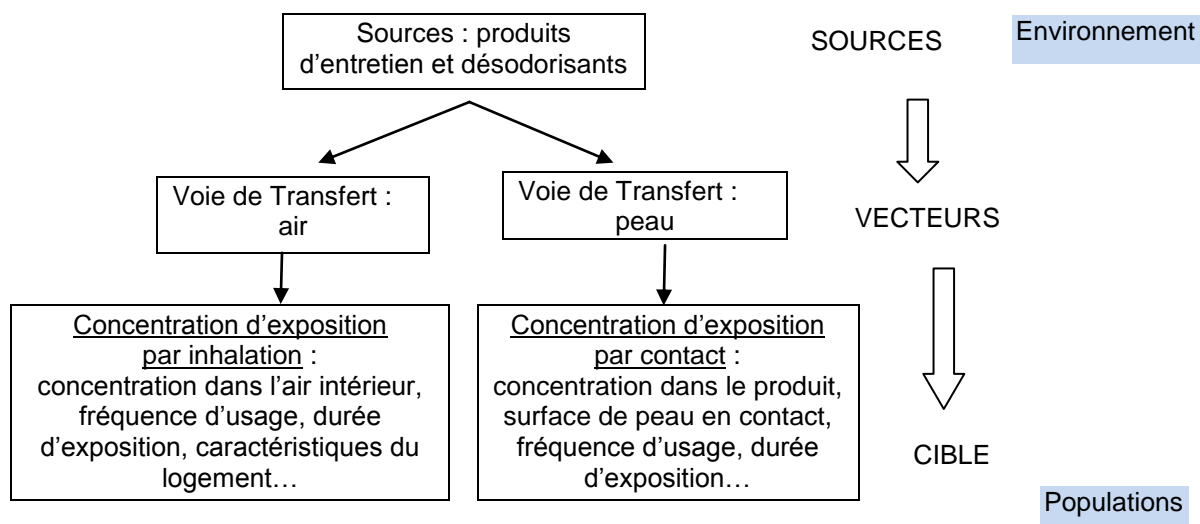 Sources : produits
d’entretien et désodorisants
SOURCES
Environnement
Voie de Transfert :
air
Voie de Transfert :
peau
VECTEURS
Concentration d’exposition
par inhalation :
concentration dans l’air intérieur,
fréquence d’usage, durée
d’exposition, caractéristiques du
logement…
Concentration d’exposition
par contact :
concentration dans le produit,
surface de peau en contact,
fréquence d’usage, durée
d’exposition…
CIBLE
Populations